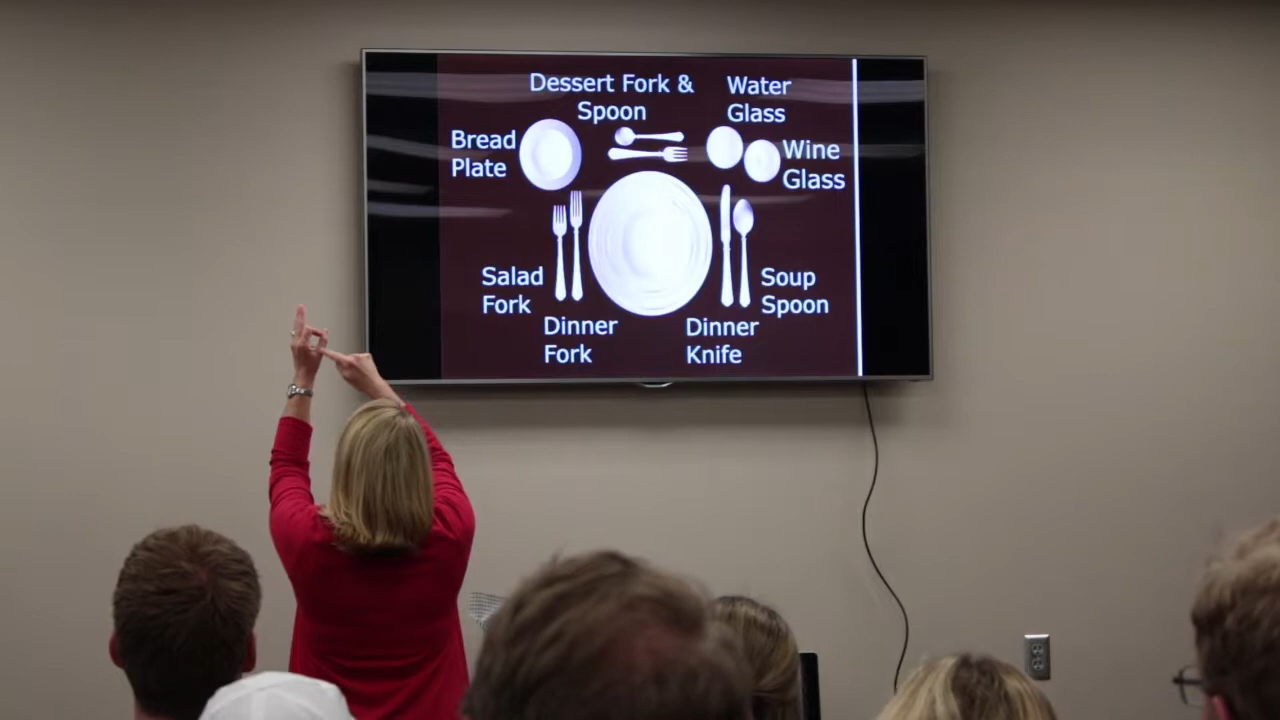 Dessert Fork &
Spoon
Water
Glass
Bread
Plate
Wine
Glass
Salad
Fork
Soup
Spoon
Dinner
Fork
Dinner
Knife